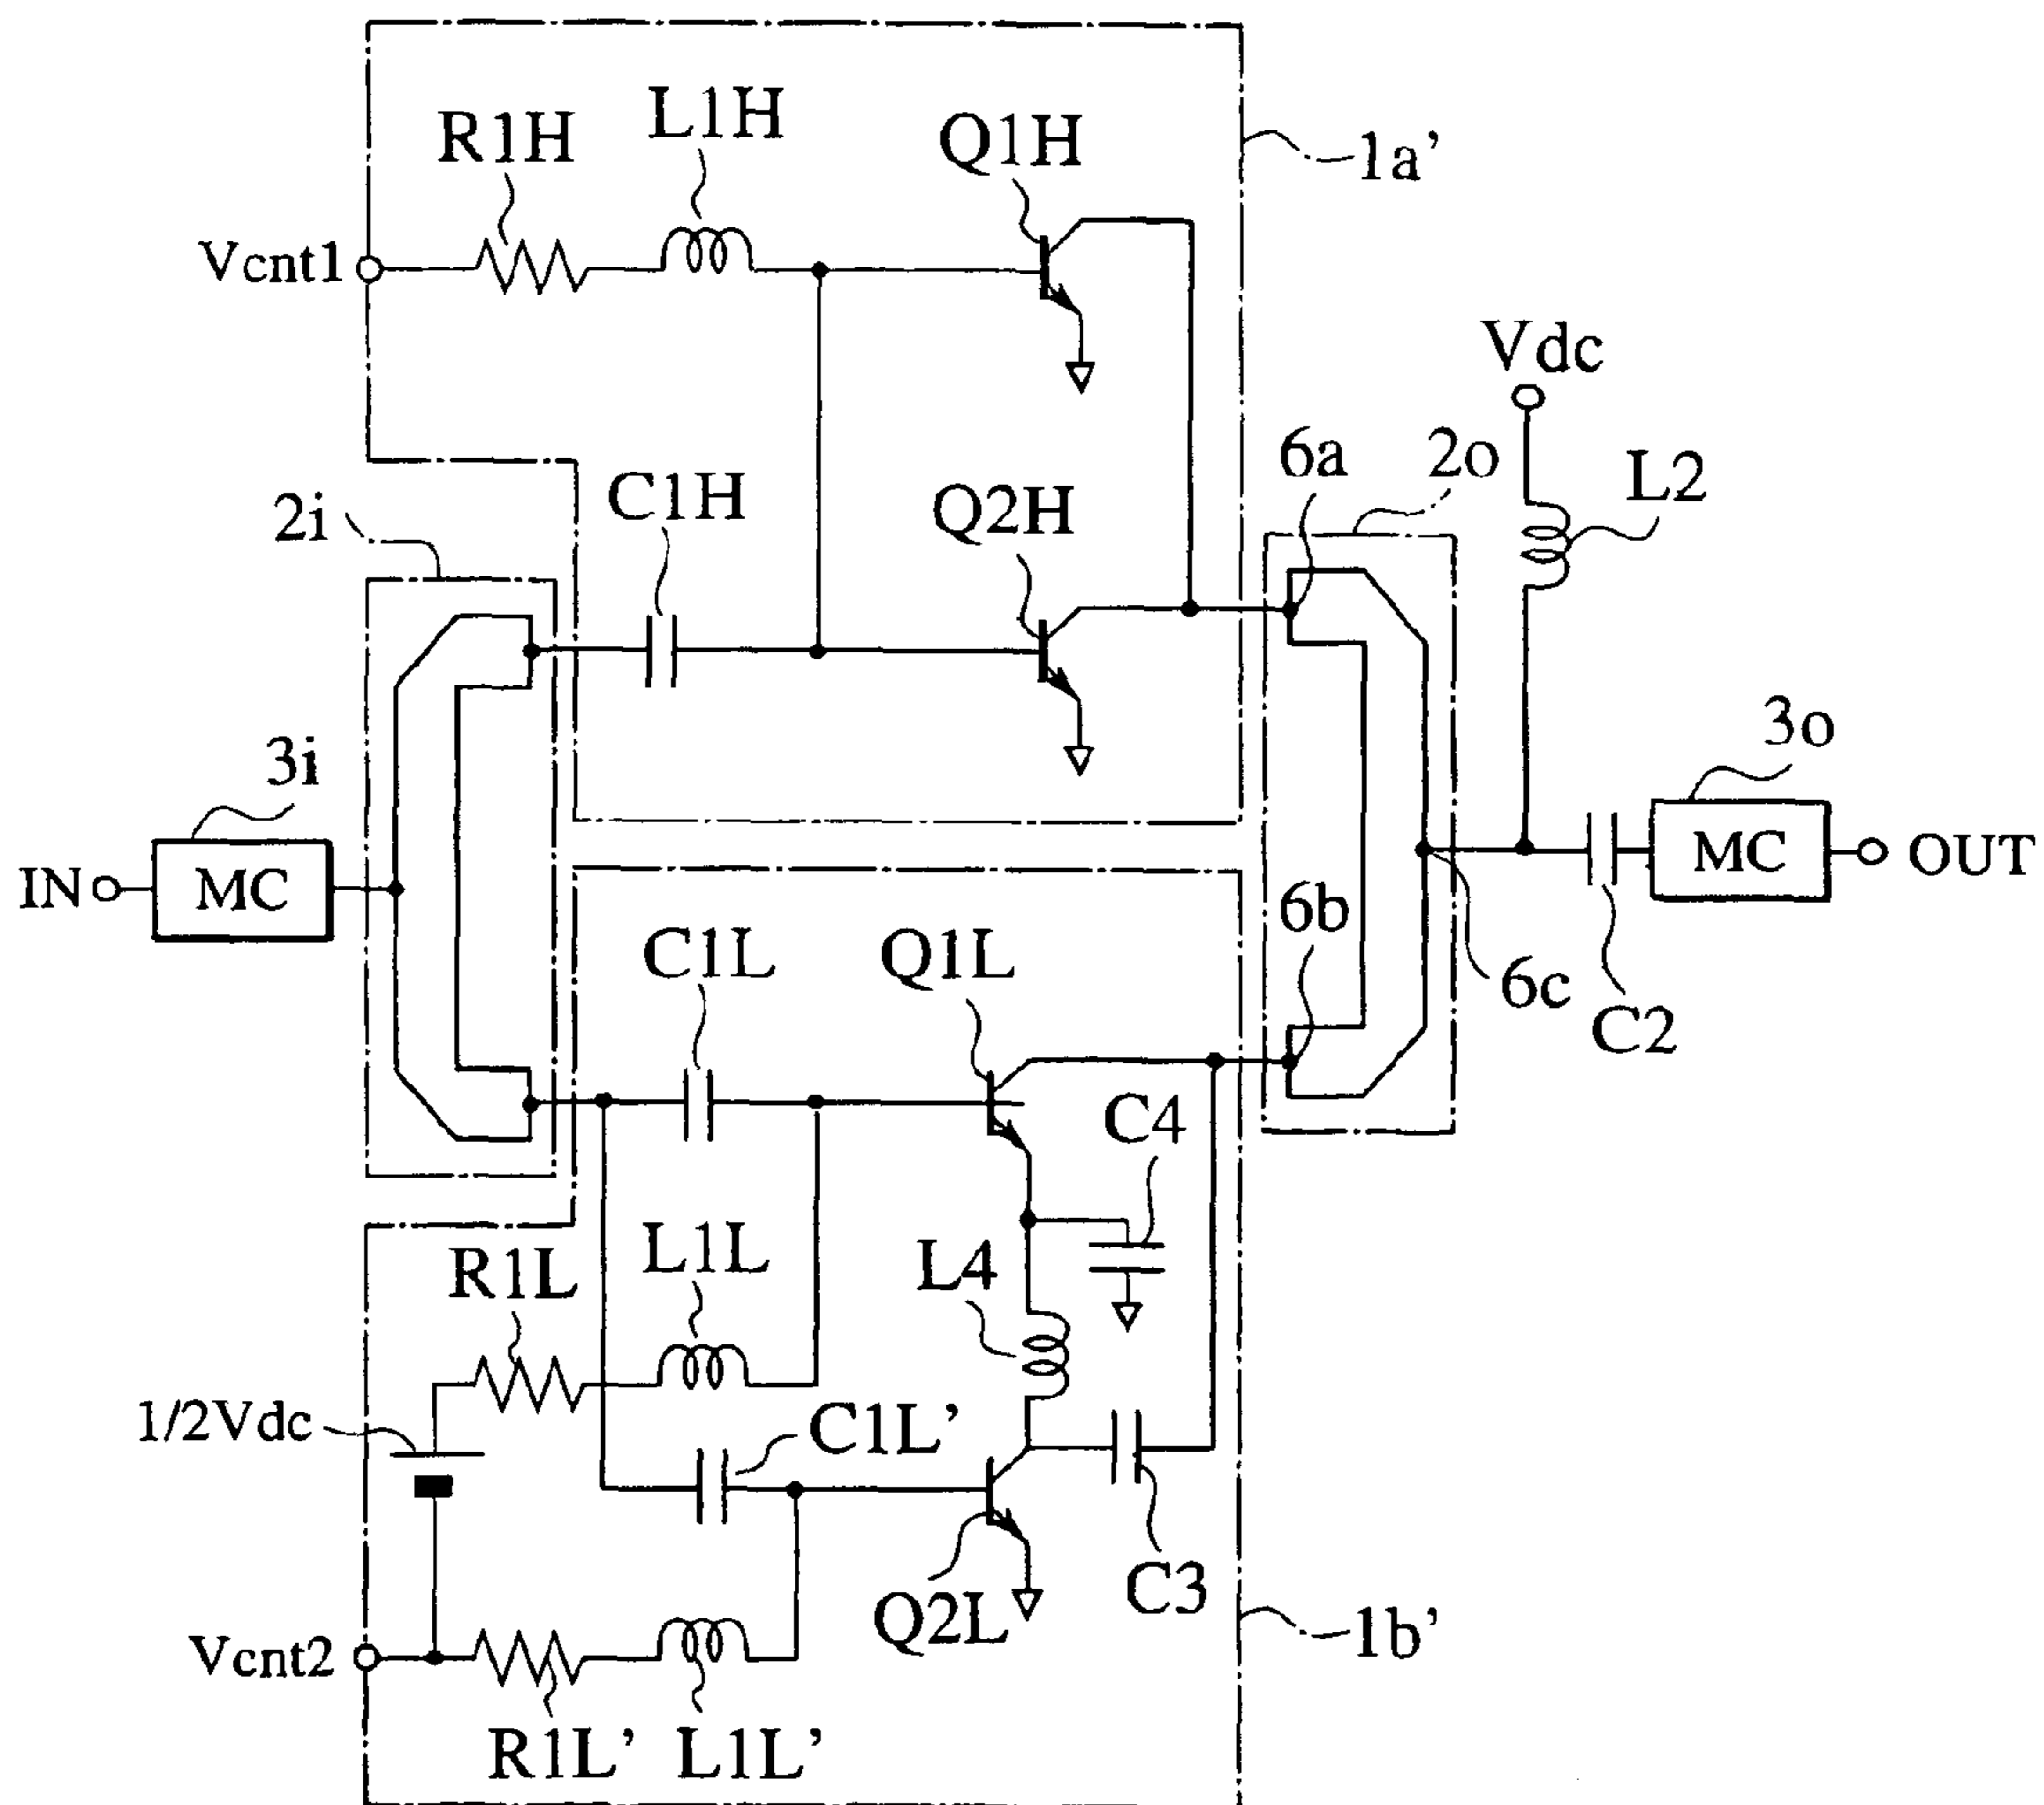 L1H
R1H
Q1H
1a’
Vcnt1
Vdc
6a
2o
L2
C1H
Q2H
2i
3i
3o
IN
MC
MC
OUT
6b
C1L
Q1L
6c
C2
C4
L1L
L4
R1L
1/2Vdc
C1L’
C3
Q2L
1b’
Vcnt2
R1L’
L1L’